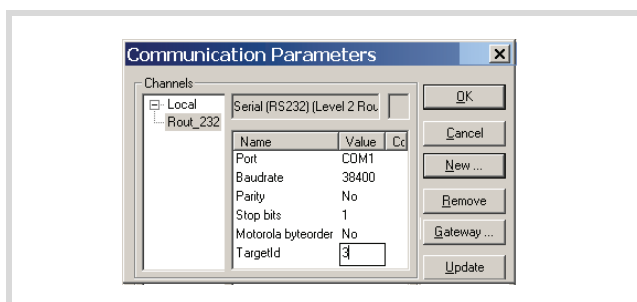 Communication Parameters
Channels
Local
Rout_232
Serial (RS232) (Level 2 Rou
Name Value Co
Port COM1
Baudrate 38400
Parity No
Stop bits 1
Motorola byteorder No
TargetId 3
OK
Cancel
New ...
Remove
Gateway ...
Update